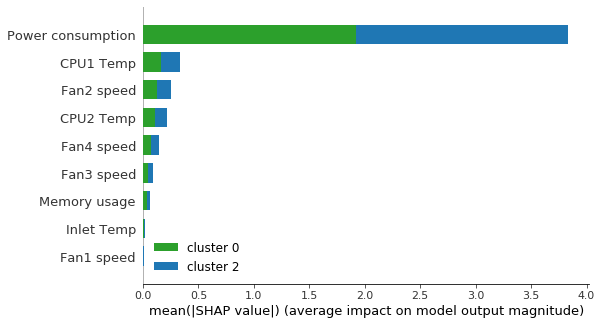 Power consumption
CPU1 Temp
Fan2 speed
CPU2 Temp
Fan4 speed
Fan3 speed
Memory usage
Inlet Temp
Fan1 speed
cluster 0
cluster 2
0.0 0.5 1.0 1.5 2.0 2.5 3.0 3.5 4.0
mean(|SHAP value|) (average impact on model output magnitude)